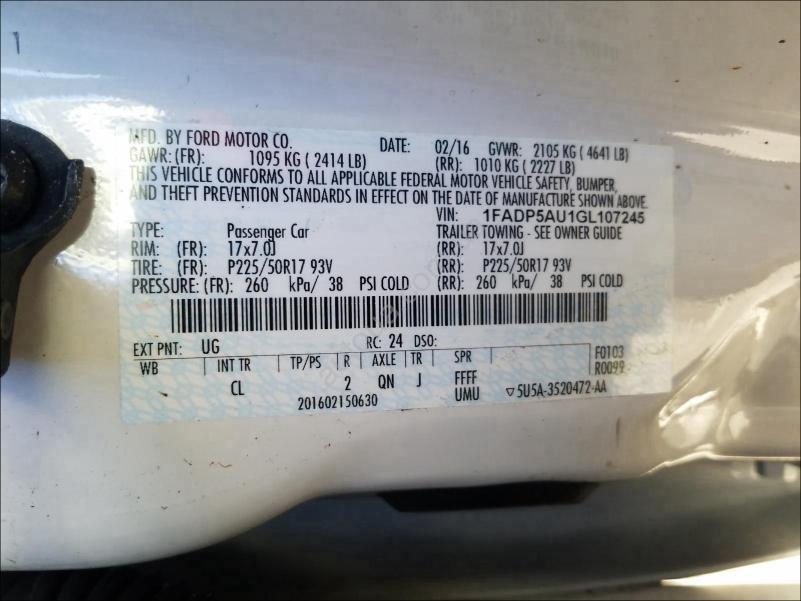 MFD. BY FORD MOTOR CO. DATE: 02/16 GVWR: 2105 KG ( 4641 LB)
GAWR: (FR): 1095 KG ( 2414 LB) (RR): 1010 KG ( 2227 LB)
THIS VEHICLE CONFORMS TO ALL APPLICABLE FEDERAL MOTOR VEHICLE SAFETY, BUMPER,
AND THEFT PREVENTION STANDARDS IN EFFECT ON THE DATE OF MANUFACTURE SHOWN ABOVE.
VIN: 1FADP5AU1GL107245
TYPE: Passenger Car TRAILER TOWING - SEE OWNER GUIDE
RIM: (FR): 17x7.0J (RR): 17x7.0J
TIRE: (FR): P225/50R17 93V (RR): P225/50R17 93V
PRESSURE: (FR): 260 kPa/ 38 PSI COLD (RR): 260 kPa/ 38 PSI COLD
EXT PNT: UG RC: 24 DSO:
WB INT TR TP/PS R AXLE TR SPR F0103
R0099
CL 2 QN J FFFF
201602150630 UMU ▽5U5A-3520472-AA